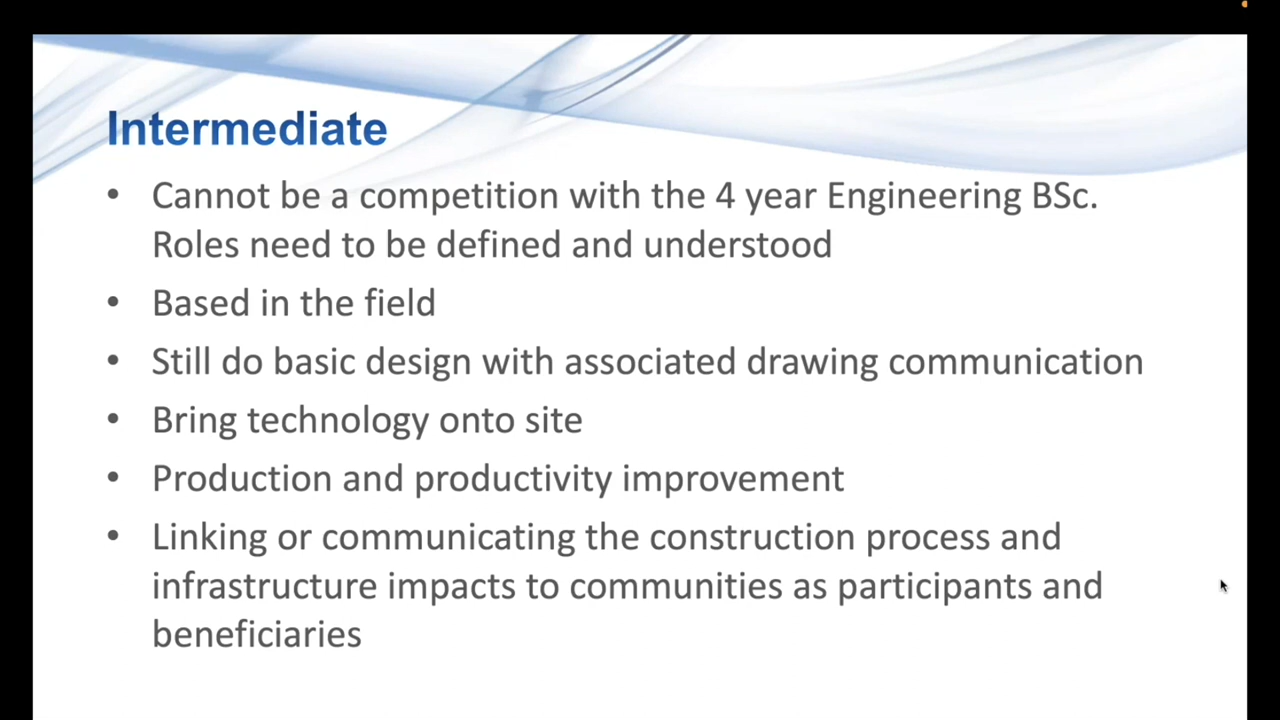 Intermediate
• Cannot be a competition with the 4 year Engineering BSc.
Roles need to be defined and understood
• Based in the field
• Still do basic design with associated drawing communication
• Bring technology onto site
• Production and productivity improvement
• Linking or communicating the construction process and
infrastructure impacts to communities as participants and
beneficiaries